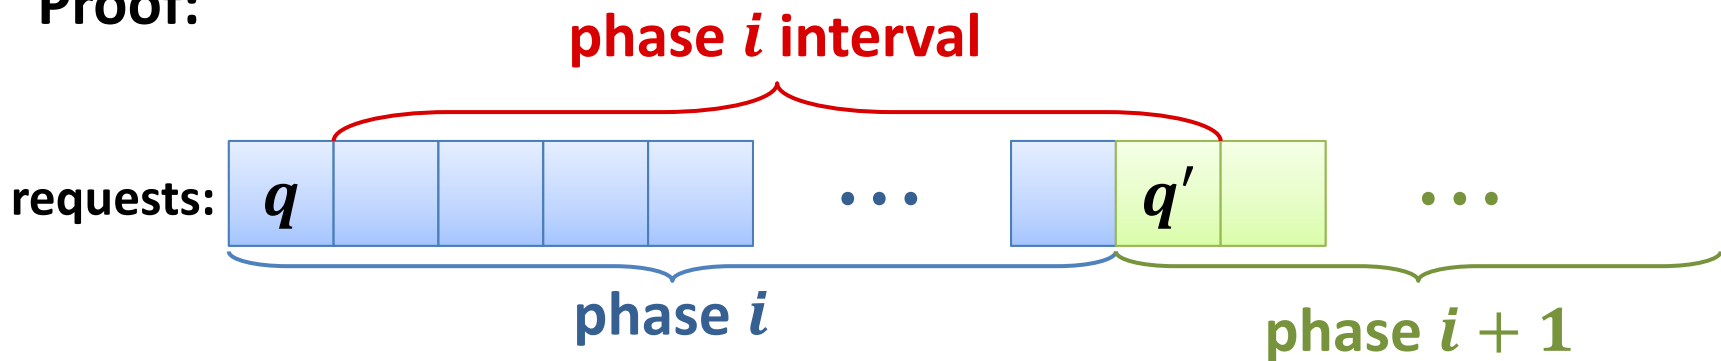 Proof:
phase i interval
requests: q ... q′ ...
phase i
phase i + 1